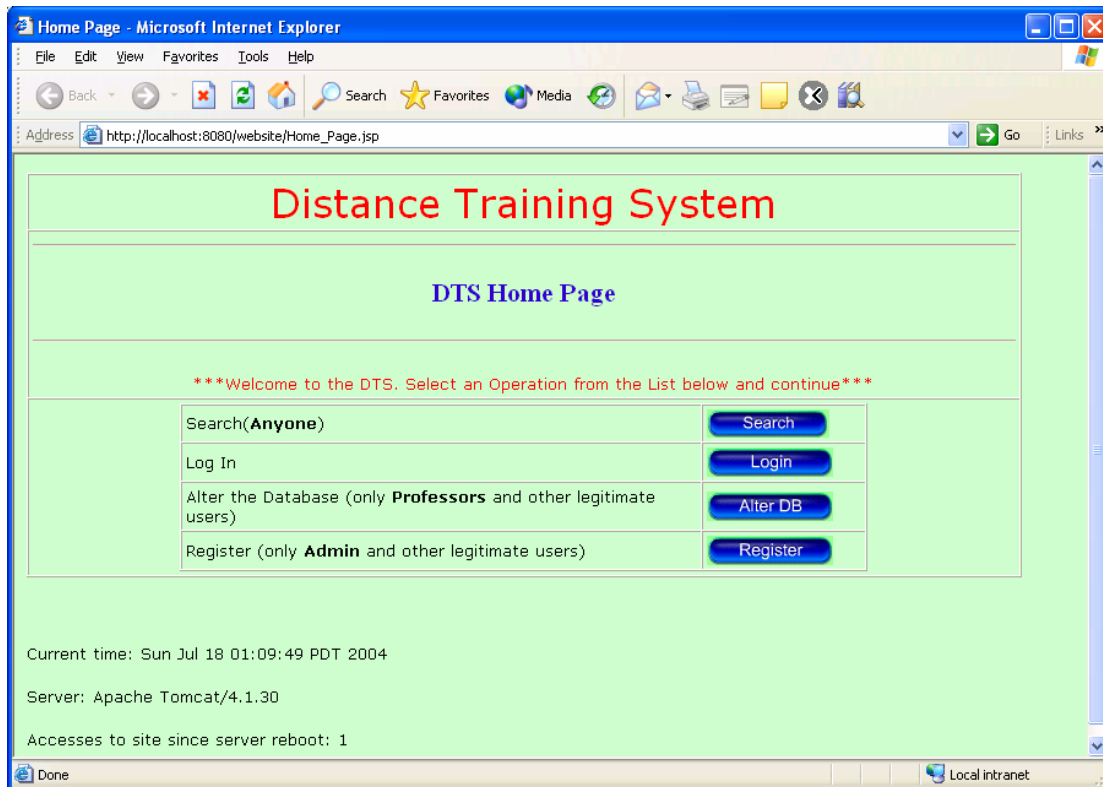 Home Page - Microsoft Internet Explorer
File Edit View Favorites Tools Help
Back Search Favorites Media
Address http://localhost:8080/website/Home_Page.jsp Go Links »
Distance Training System
DTS Home Page
***Welcome to the DTS. Select an Operation from the List below and continue***
Search(Anyone) Search
Log In Login
Alter the Database (only Professors and other legitimate
users) Alter DB
Register (only Admin and other legitimate users) Register
Current time: Sun Jul 18 01:09:49 PDT 2004
Server: Apache Tomcat/4.1.30
Accesses to site since server reboot: 1
Done Local intranet